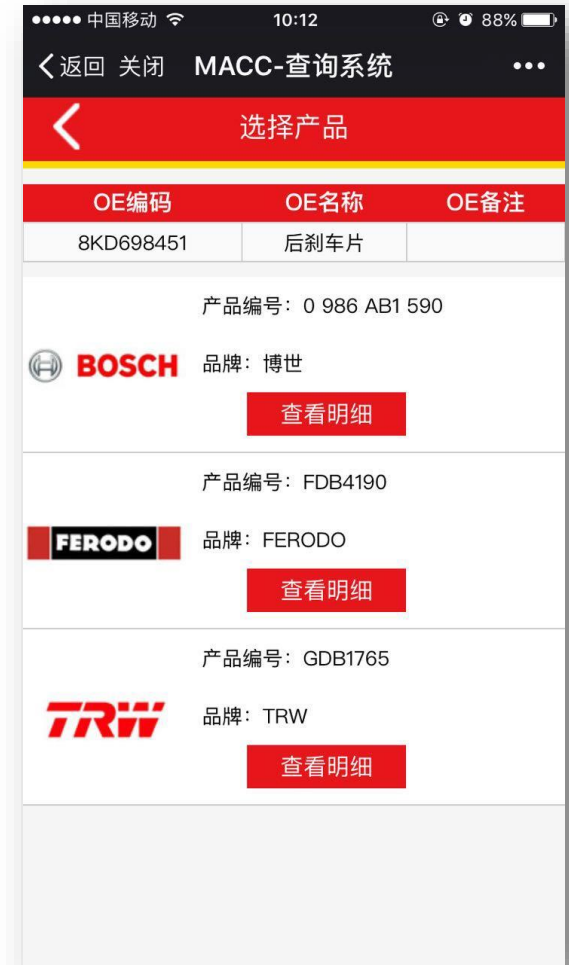 中国移动 10:12 88%
返回 关闭 MACC-查询系统
选择产品
OE编码 OE名称 OE备注
8KD698451 后刹车片
产品编号：0 986 AB1 590
BOSCH 品牌：博世
查看明细
产品编号：FDB4190
FERODO 品牌：FERODO
查看明细
产品编号：GDB1765
TRW 品牌：TRW
查看明细